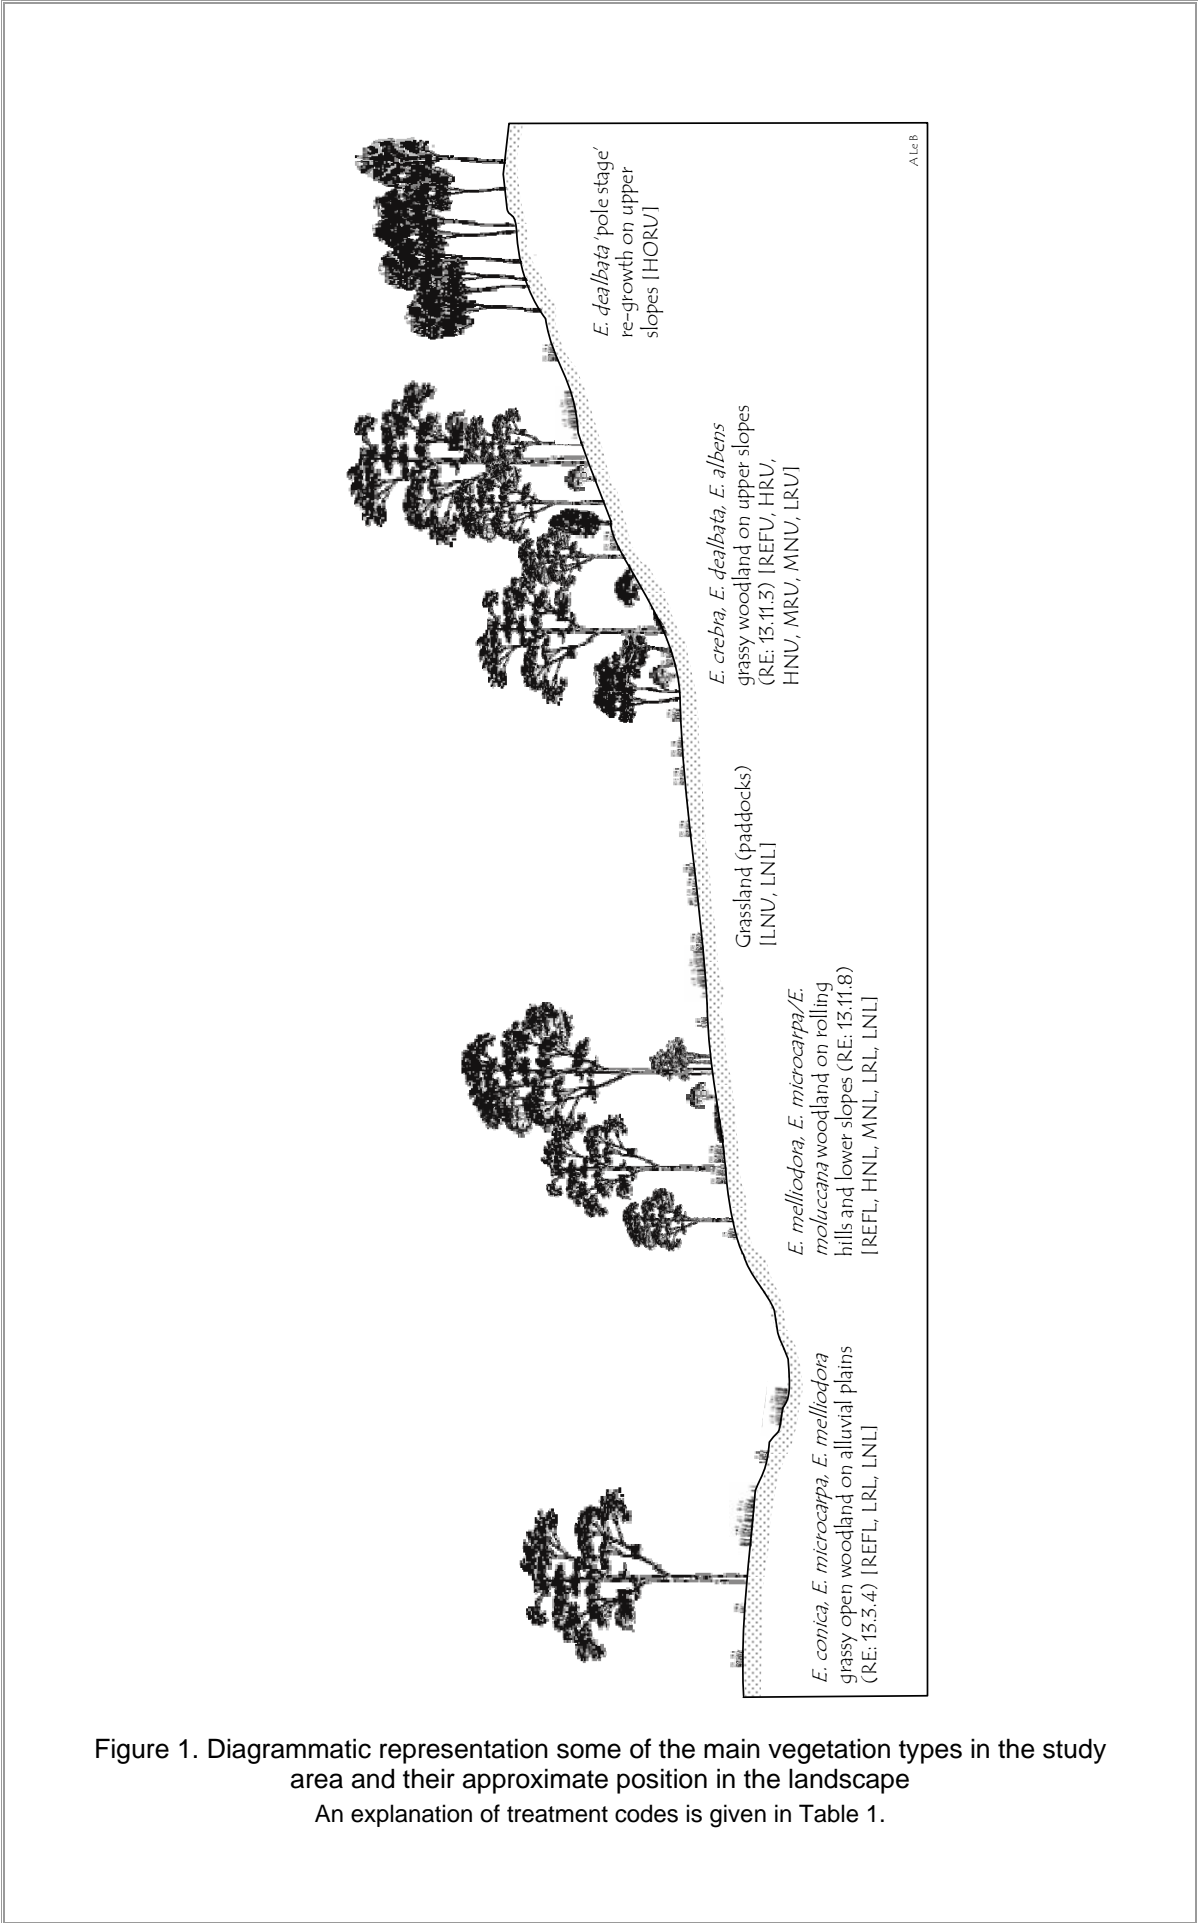 A Le B
E. dealbata 'pole stage'
re-growth on upper
slopes [HORU]
E. crebra, E. dealbata, E. albens
grassy woodland on upper slopes
(RE: 13.11.3) [REFU, HRU,
HNU, MRU, MNU, LRU]
Grassland (paddocks)
[LNU, LNL]
E. melliodora, E. microcarpa/E.
moluccana woodland on rolling
hills and lower slopes (RE: 13.11.8)
[REFL, HNL, MNL, LRL, LNL]
E. conica, E. microcarpa, E. melliodora
grassy open woodland on alluvial plains
(RE: 13.3.4) [REFL, LRL, LNL]
Figure 1. Diagrammatic representation some of the main vegetation types in the study
area and their approximate position in the landscape
An explanation of treatment codes is given in Table 1.